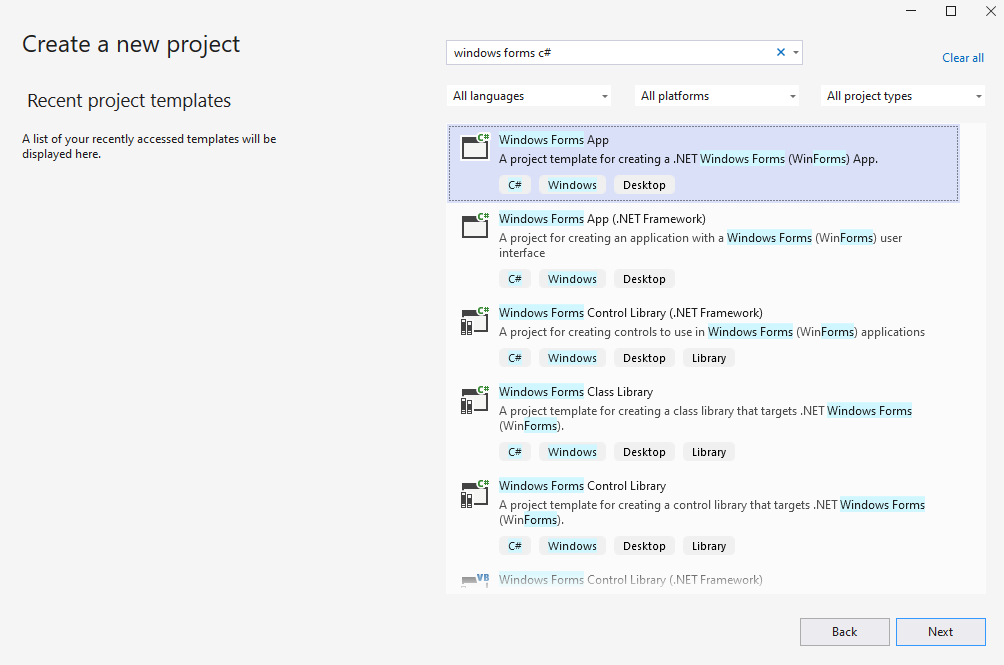 Create a new project
Recent project templates
A list of your recently accessed templates will be
displayed here.
windows forms c#
Clear all
All languages
All platforms
All project types
C#
Windows Forms App
A project template for creating a .NET Windows Forms (WinForms) App.
C# Windows Desktop
C#
Windows Forms App (.NET Framework)
A project for creating an application with a Windows Forms (WinForms) user
interface
C# Windows Desktop
C#
Windows Forms Control Library (.NET Framework)
A project for creating controls to use in Windows Forms (WinForms) applications
C# Windows Desktop Library
C#
Windows Forms Class Library
A project template for creating a class library that targets .NET Windows Forms
(WinForms).
C# Windows Desktop Library
C#
Windows Forms Control Library
A project template for creating a control library that targets .NET Windows Forms
(WinForms).
C# Windows Desktop Library
VB
Windows Forms Control Library (.NET Framework)
Back
Next